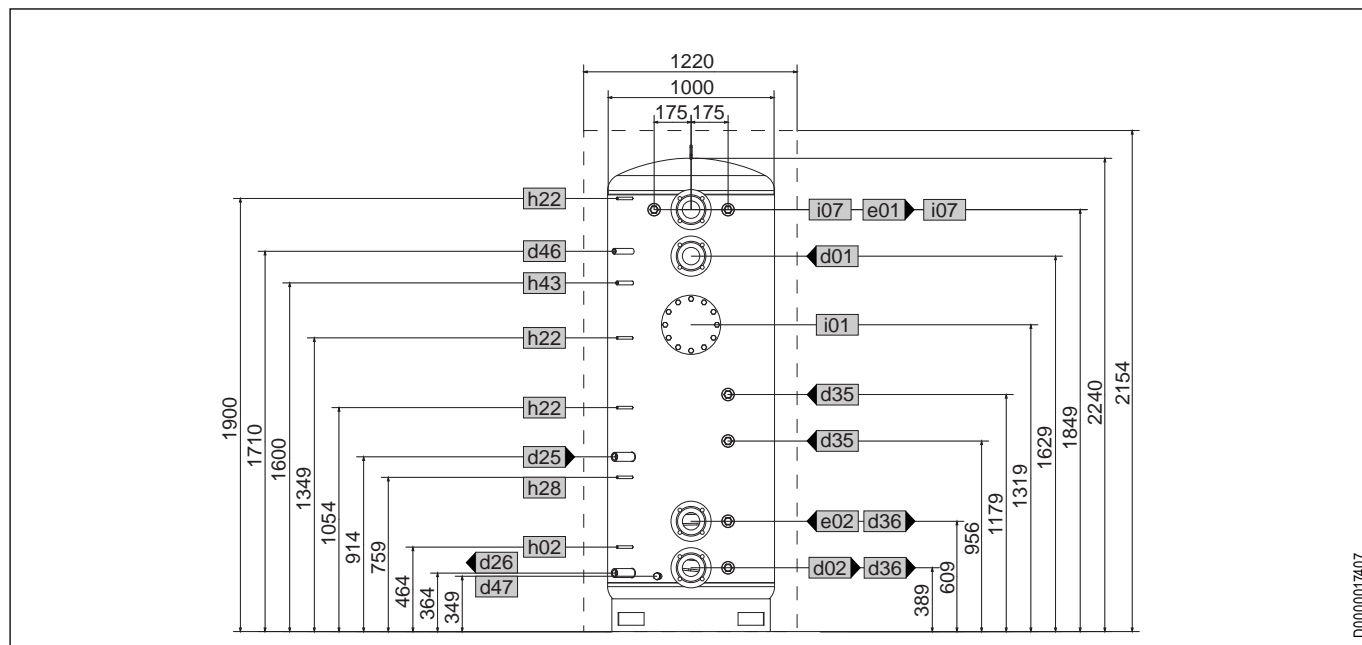 1220
1000
175 175
h22
i07 e01 i07
d46
d01
h43
i01
h22
d35
h22
d35
d25
h28
e02 d36
h02
d26
d02 d36
d47
1900
1710
1600
1349
1054
914
759
464
364
349
389
609
956
1179
1319
1629
1849
2240
2154
D0000017407